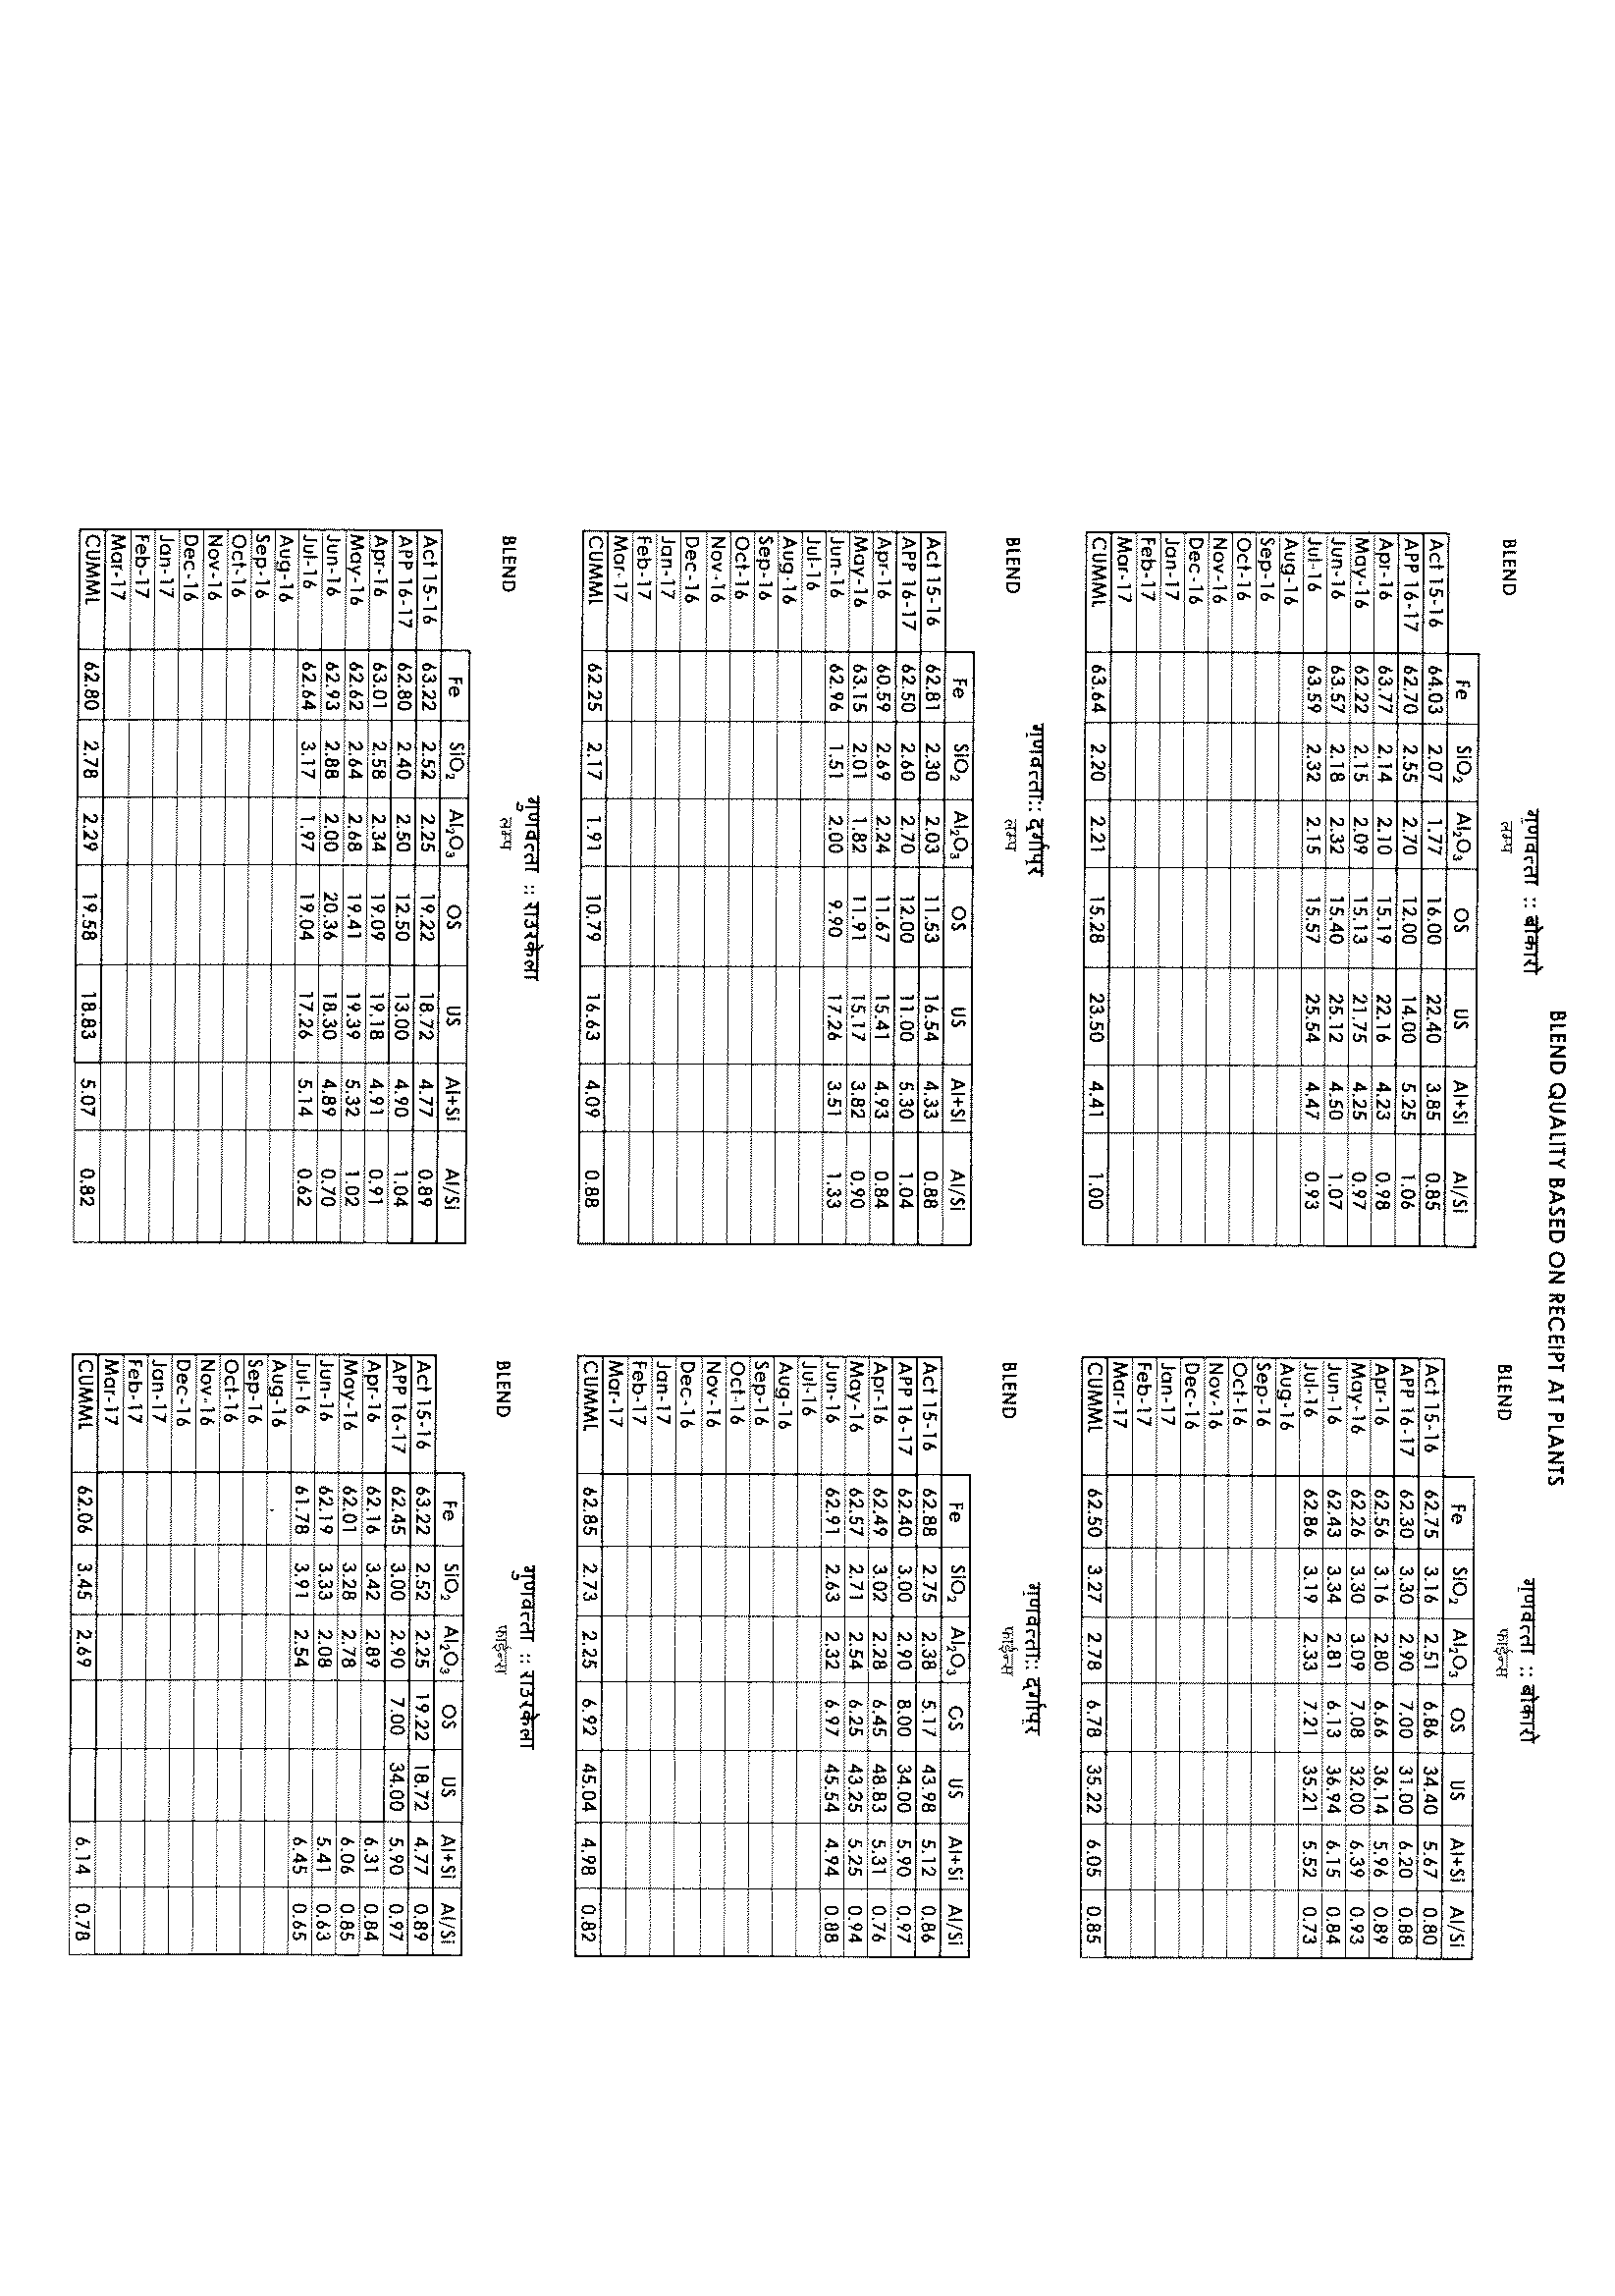 BLEND QUALITY BASED ON RECEIPT AT PLANTS
गुणवत्ता :: बोकारो
BLEND लम्प
Fe SiO₂ Al₂O₃ OS US Al+Si Al/Si
Act 15-16 64.03 2.07 1.77 16.00 22.40 3.85 0.85
APP 16-17 62.70 2.55 2.70 12.00 14.00 5.25 1.06
Apr-16 63.77 2.14 2.10 15.19 22.16 4.23 0.98
May-16 62.22 2.15 2.09 15.13 21.75 4.25 0.97
Jun-16 63.57 2.18 2.32 15.40 25.12 4.50 1.07
Jul-16 63.59 2.32 2.15 15.57 25.54 4.47 0.93
Aug-16
Sep-16
Oct-16
Nov-16
Dec-16
Jan-17
Feb-17
Mar-17
CUMML 63.64 2.20 2.21 15.28 23.50 4.41 1.00
गुणवत्ता :: बोकारो
BLEND फाईन्स
Fe SiO₂ Al₂O₃ OS US Al+Si Al/Si
Act 15-16 62.75 3.16 2.51 6.86 34.40 5.67 0.80
APP 16-17 62.30 3.30 2.90 7.00 31.00 6.20 0.88
Apr-16 62.56 3.16 2.80 6.66 36.14 5.96 0.89
May-16 62.26 3.30 3.09 7.08 32.00 6.39 0.93
Jun-16 62.43 3.34 2.81 6.13 36.94 6.15 0.84
Jul-16 62.86 3.19 2.33 7.21 35.21 5.52 0.73
Aug-16
Sep-16
Oct-16
Nov-16
Dec-16
Jan-17
Feb-17
Mar-17
CUMML 62.50 3.27 2.78 6.78 35.22 6.05 0.85
गुणवत्ता:: दुर्गापुर
BLEND लम्प
Fe SiO₂ Al₂O₃ OS US Al+Si Al/Si
Act 15-16 62.81 2.30 2.03 11.53 16.54 4.33 0.88
APP 16-17 62.50 2.60 2.70 12.00 11.00 5.30 1.04
Apr-16 60.59 2.69 2.24 11.67 15.41 4.93 0.84
May-16 63.15 2.01 1.82 11.91 15.17 3.82 0.90
Jun-16 62.96 1.51 2.00 9.90 17.26 3.51 1.33
Jul-16
Aug-16
Sep-16
Oct-16
Nov-16
Dec-16
Jan-17
Feb-17
Mar-17
CUMML 62.25 2.17 1.91 10.79 16.63 4.09 0.88
गुणवत्ता:: दुर्गापुर
BLEND फाईन्स
Fe SiO₂ Al₂O₃ OS US Al+Si Al/Si
Act 15-16 62.88 2.75 2.38 5.17 43.98 5.12 0.86
APP 16-17 62.40 3.00 2.90 8.00 34.00 5.90 0.97
Apr-16 62.49 3.02 2.28 6.45 48.83 5.31 0.76
May-16 62.57 2.71 2.54 6.25 43.25 5.25 0.94
Jun-16 62.91 2.63 2.32 6.97 45.54 4.94 0.88
Jul-16
Aug-16
Sep-16
Oct-16
Nov-16
Dec-16
Jan-17
Feb-17
Mar-17
CUMML 62.85 2.73 2.25 6.92 45.04 4.98 0.82
गुणवत्ता :: राउरकेला
BLEND लम्प
Fe SiO₂ Al₂O₃ OS US Al+Si Al/Si
Act 15-16 63.22 2.52 2.25 19.22 18.72 4.77 0.89
APP 16-17 62.80 2.40 2.50 12.50 13.00 4.90 1.04
Apr-16 63.01 2.58 2.34 19.09 19.18 4.91 0.91
May-16 62.62 2.64 2.68 19.41 19.39 5.32 1.02
Jun-16 62.93 2.88 2.00 20.36 18.30 4.89 0.70
Jul-16 62.64 3.17 1.97 19.04 17.26 5.14 0.62
Aug-16
Sep-16
Oct-16
Nov-16
Dec-16
Jan-17
Feb-17
Mar-17
CUMML 62.80 2.78 2.29 19.58 18.83 5.07 0.82
गुणवत्ता :: राउरकेला
BLEND फाईन्स
Fe SiO₂ Al₂O₃ OS US Al+Si Al/Si
Act 15-16 63.22 2.52 2.25 19.22 18.72 4.77 0.89
APP 16-17 62.45 3.00 2.90 7.00 34.00 5.90 0.97
Apr-16 62.16 3.42 2.89 6.31 0.84
May-16 62.01 3.28 2.78 6.06 0.85
Jun-16 62.19 3.33 2.08 5.41 0.63
Jul-16 61.78 3.91 2.54 6.45 0.65
Aug-16
Sep-16
Oct-16
Nov-16
Dec-16
Jan-17
Feb-17
Mar-17
CUMML 62.06 3.45 2.69 6.14 0.78